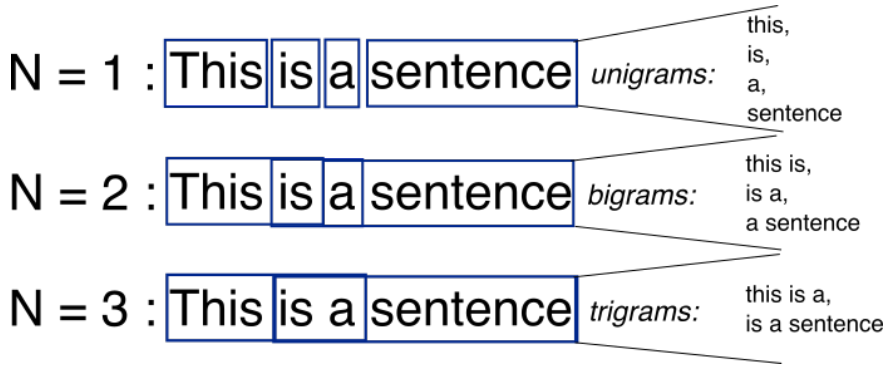 N = 1 : This is a sentence unigrams:
this,
is,
a,
sentence
N = 2 : This is a sentence bigrams:
this is,
is a,
a sentence
N = 3 : This is a sentence trigrams:
this is a,
is a sentence